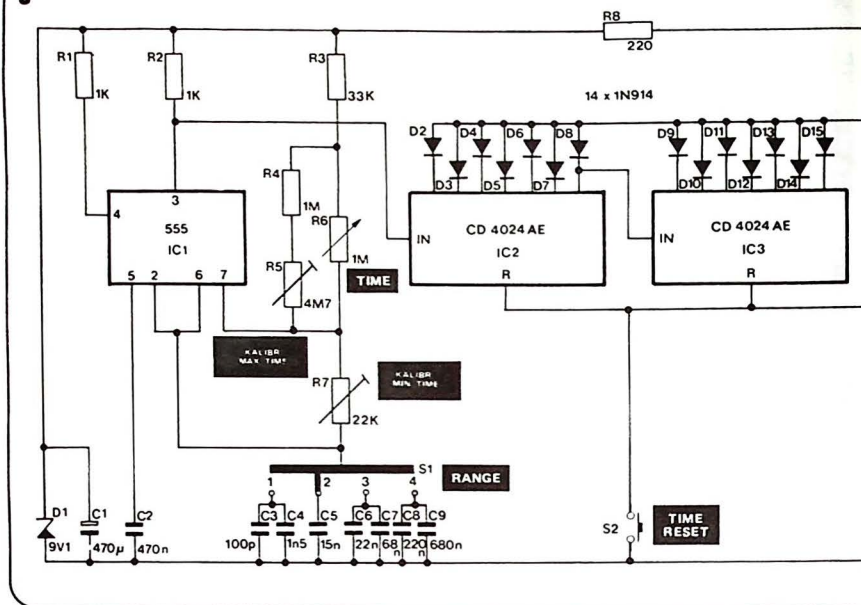 R8
220
R1
1K
R2
1K
R3
33K
14 x 1N914
D2
D4
D6
D8
D3
D5
D7
D9
D11
D13
D15
D10
D12
D14
3
4
555
IC1
5 2 6 7
R4
1M
R6
1M
TIME
R5
4M7
IN
CD 4024AE
IC2
R
IN
CD 4024AE
IC3
R
KALIBR
MAX TIME
R7
22K
KALIBR
MIN TIME
S1
RANGE
1 2 3 4
D1
9V1
C1
470µ
C2
470n
C3
100p
C4
1n5
C5
15n
C6
22n
C7
68
n
C8
220
n
C9
680n
S2
TIME
RESET